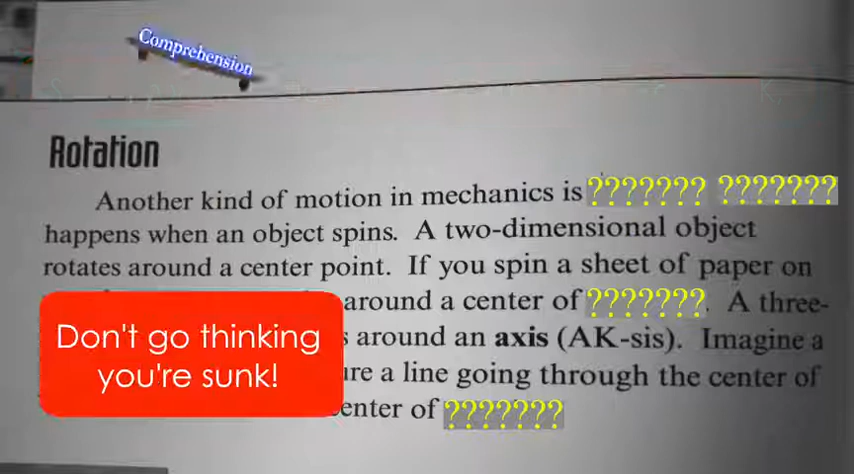 Comprehension
Rotation
Another kind of motion in mechanics is ??????? ???????
happens when an object spins. A two-dimensional object
rotates around a center point. If you spin a sheet of paper on
around a center of ???????. A three-
around an axis (AK-sis). Imagine a
a line going through the center of
of ???????
Don't go thinking
you're sunk!